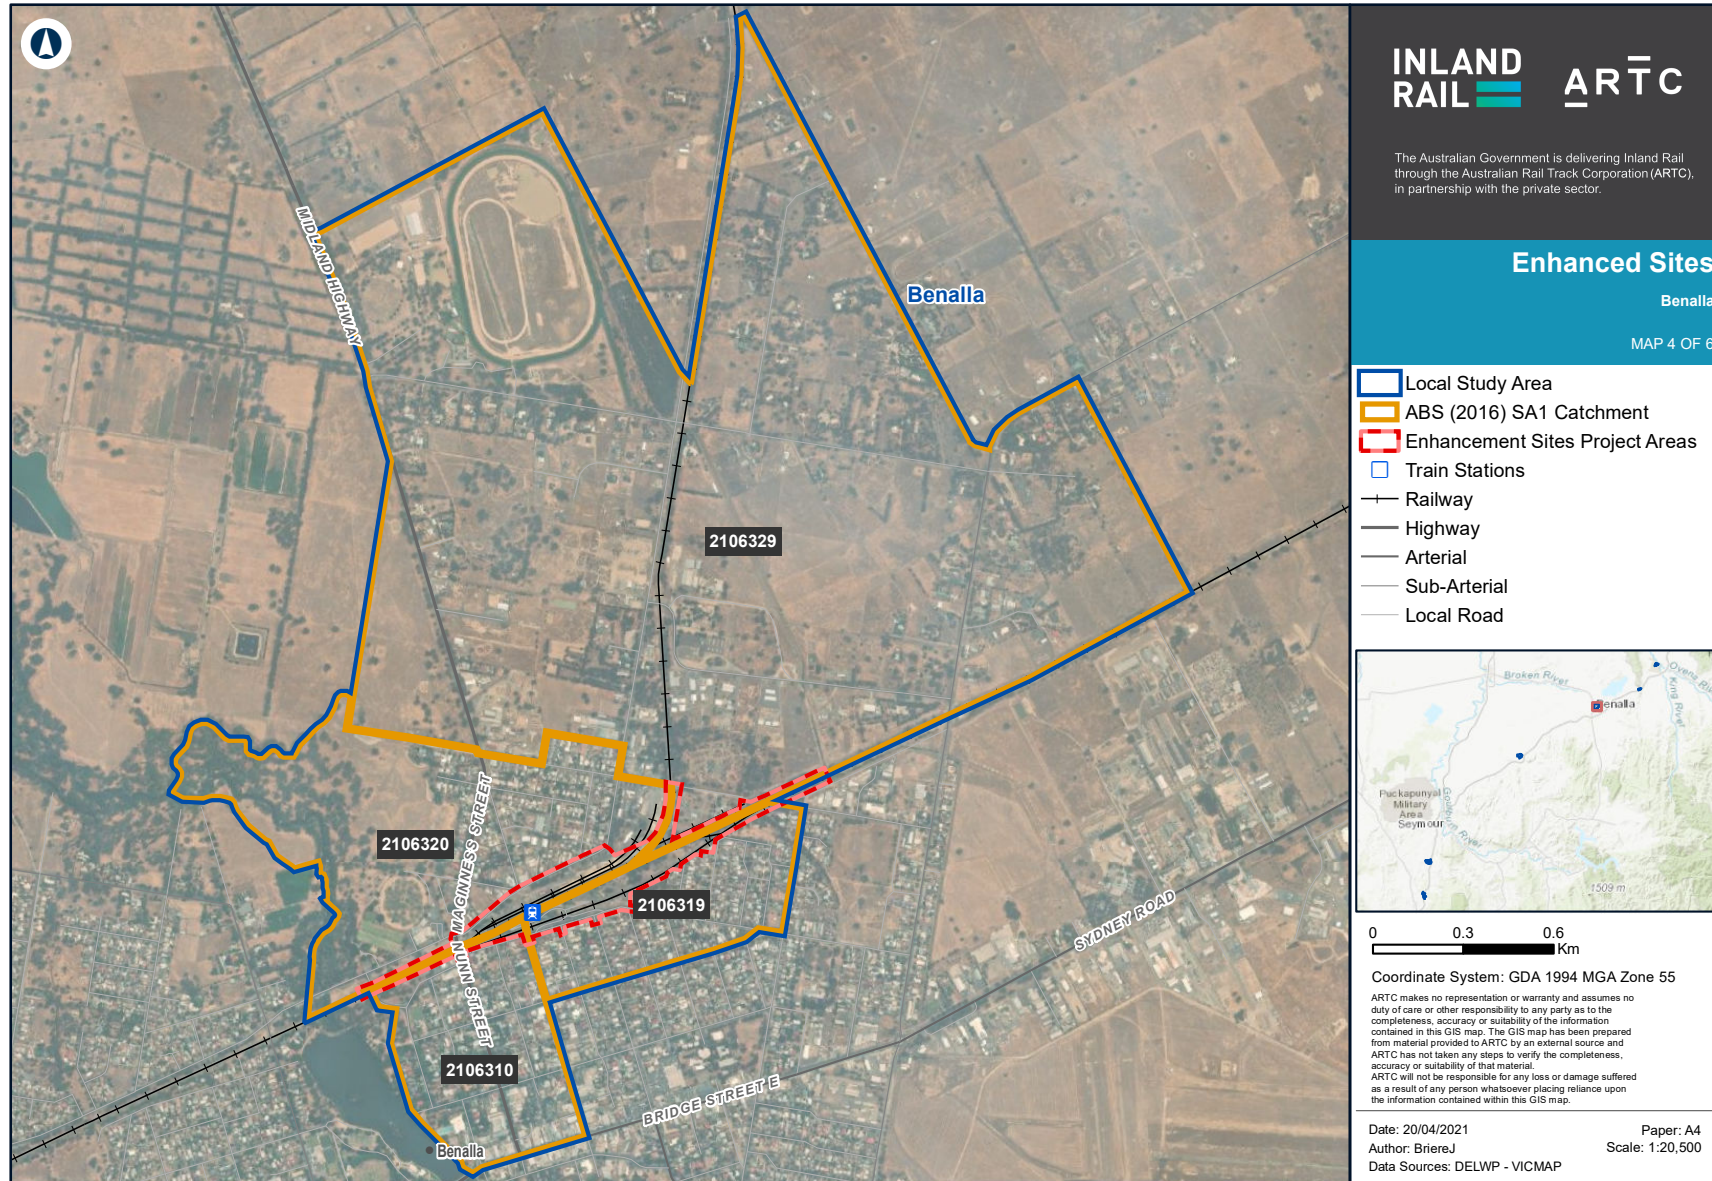 INLAND
RAIL
ARTC
The Australian Government is delivering Inland Rail
through the Australian Rail Track Corporation (ARTC),
in partnership with the private sector.
Enhanced Sites
Benalla
MAP 4 OF 6
Local Study Area
ABS (2016) SA1 Catchment
Enhancement Sites Project Areas
Train Stations
Railway
Highway
Arterial
Sub-Arterial
Local Road
Broken River
Ovens
King River
enalla
Puckapunyal
Military
Area
Seymour
Goulburn River
1509 m
0 0.3 0.6
Km
Coordinate System: GDA 1994 MGA Zone 55
ARTC makes no representation or warranty and assumes no
duty of care or other responsibility to any party as to the
completeness, accuracy or suitability of the information
contained in this GIS map. The GIS map has been prepared
from material provided to ARTC by an external source and
ARTC has not taken any steps to verify the completeness,
accuracy or suitability of that material.
ARTC will not be responsible for any loss or damage suffered
as a result of any person whatsoever placing reliance upon
the information contained within this GIS map.
Date: 20/04/2021
Paper: A4
Author: BriereJ
Scale: 1:20,500
Data Sources: DELWP - VICMAP
MIDLAND HIGHWAY
Benalla
2106329
2106320
MAGINNESS STREET
2106319
NUNN STREET
SYDNEY ROAD
2106310
BRIDGE STREET E
Benalla